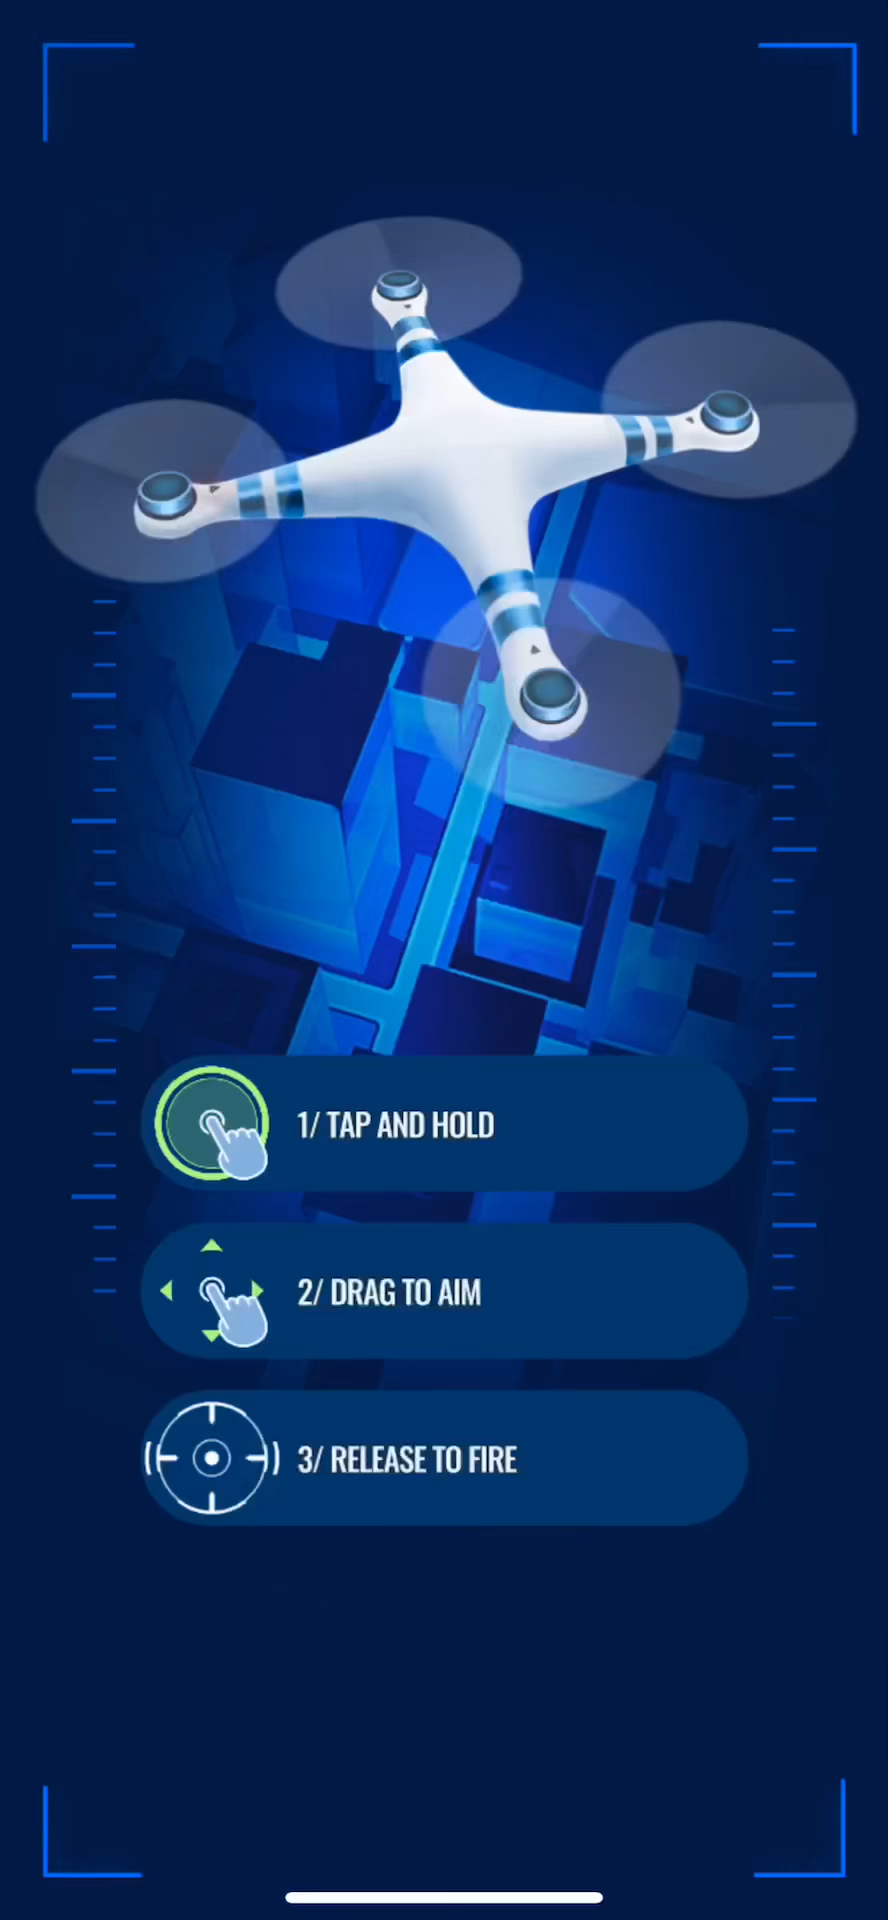 1/ TAP AND HOLD
2/ DRAG TO AIM
3/ RELEASE TO FIRE